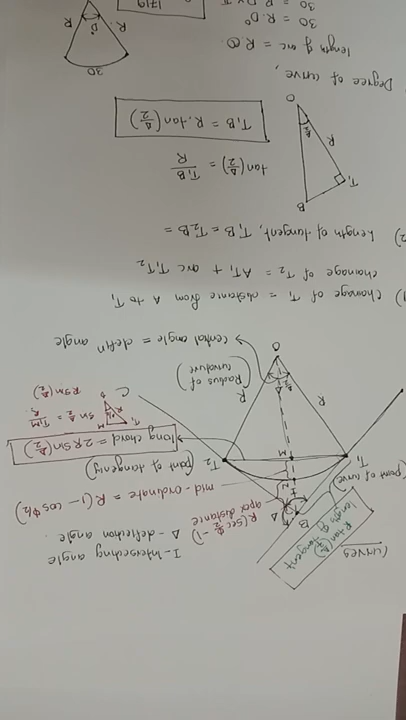 Curves
I - Intersecting angle
Δ - deflection angle
R tan(Δ/2)
length of tangent
B
Δ
R(sec Φ/2 - 1)
apex distance
mid-ordinate = R(1 - cos Φ/2)
(point of curve)
T1
(point of tangency)
T2
N
M
long chord = 2R sin(Δ/2)
sin Δ/2 = T1M/R
R sin(Δ/2)
C
R
R
(Radius of curvature)
O
central angle = defln angle
1) Chainage of T1 = distance from A to T1
chainage of T2 = AT1 + arc T1T2
2) Length of tangent, T1B = T2B =
B
T1
R
Δ/2
O
tan(Δ/2) = T1B/R
T1B = R. tan(Δ/2)
Degree of curve,
length of arc = R Θ
30 = R. D°
30
R
R
D°
1719